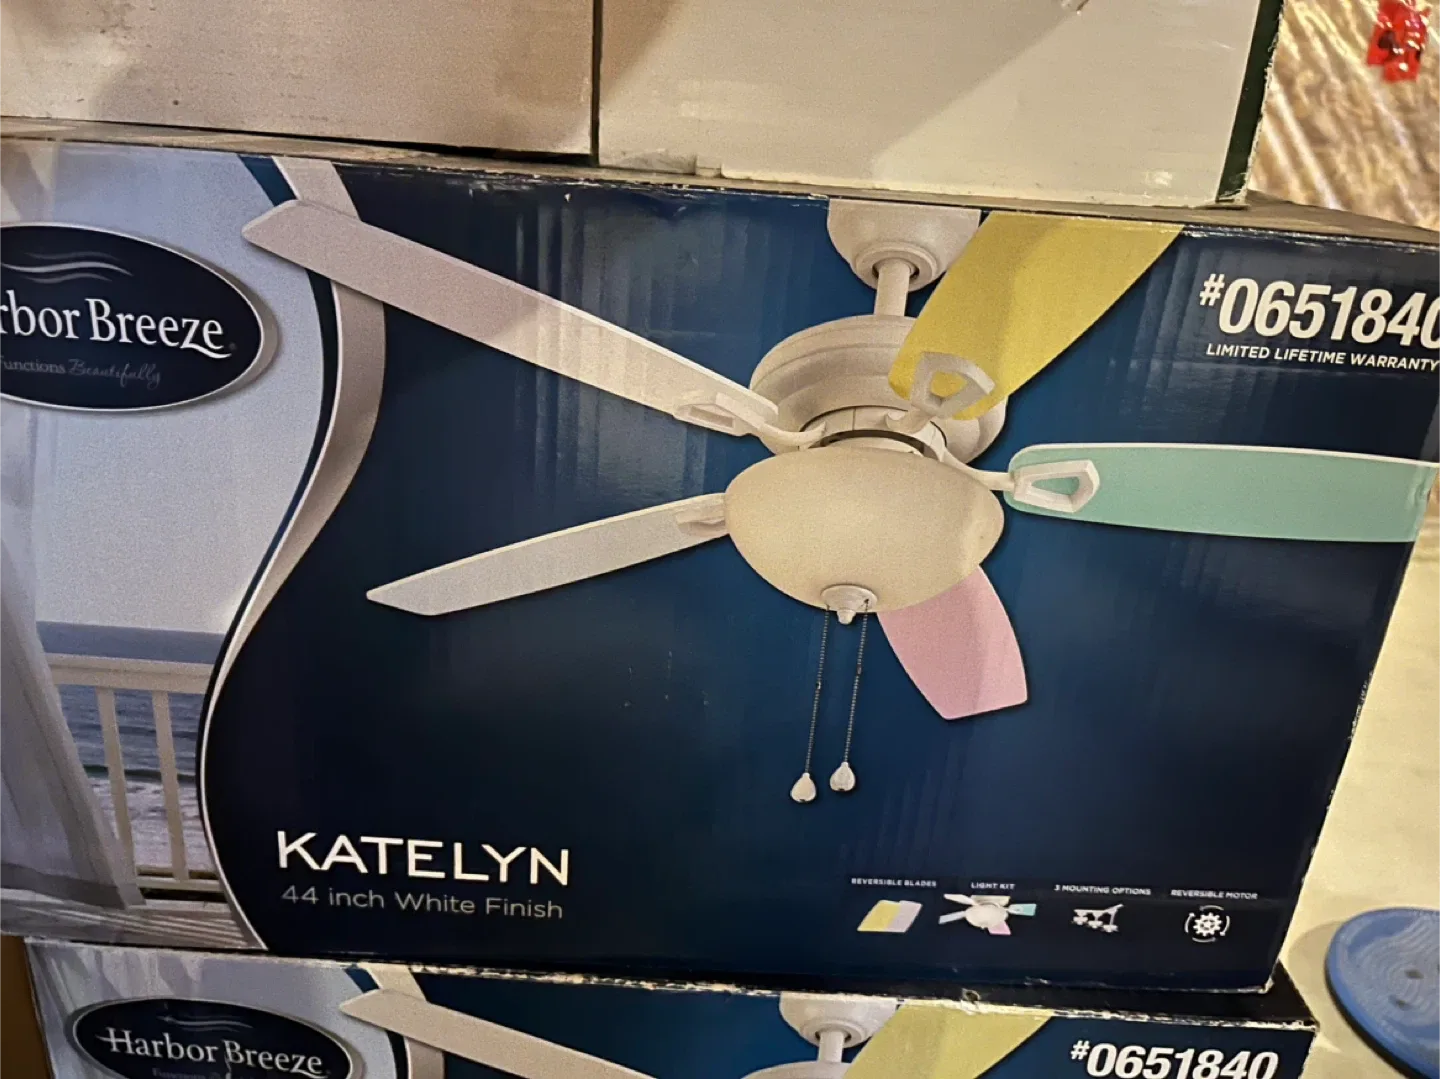 rbor Breeze
Functions Beautifully
#0651840
LIMITED LIFETIME WARRANTY
KATELYN
44 inch White Finish
REVERSIBLE BLADES
LIGHT KIT
3 MOUNTING OPTIONS
REVERSIBLE MOTOR
Harbor Breeze
#0651840